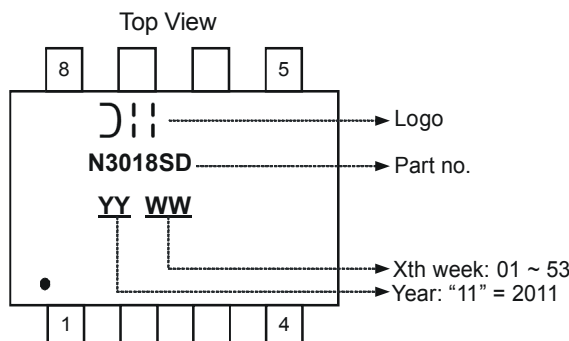 Top View
8 5
Logo
N3018SD Part no.
YY WW
Xth week: 01 ~ 53
Year: “11” = 2011
1 4